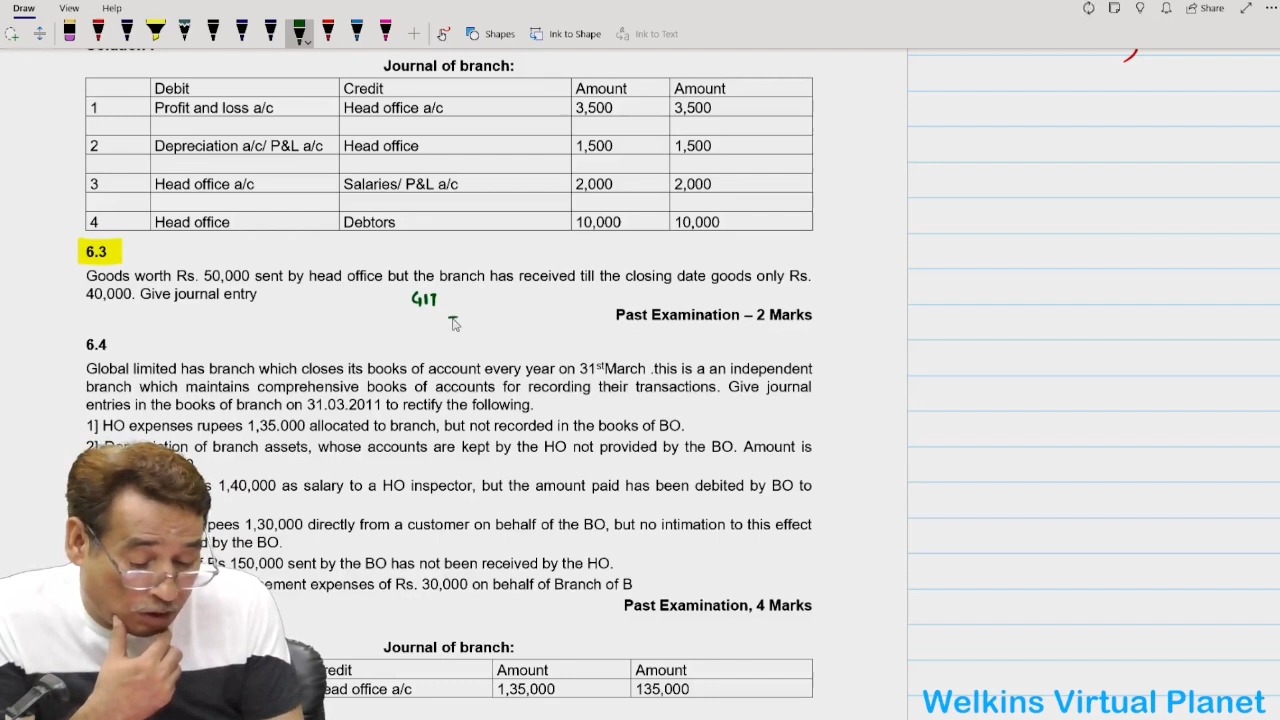 Draw View Help
Shapes Ink to Shape Ink to Text Share
Journal of branch:
Debit Credit Amount Amount
1 Profit and loss a/c Head office a/c 3,500 3,500
2 Depreciation a/c/ P&L a/c Head office 1,500 1,500
3 Head office a/c Salaries/ P&L a/c 2,000 2,000
4 Head office Debtors 10,000 10,000
6.3
Goods worth Rs. 50,000 sent by head office but the branch has received till the closing date goods only Rs.
40,000. Give journal entry
GIT
Past Examination – 2 Marks
6.4
Global limited has branch which closes its books of account every year on 31stMarch .this is a an independent
branch which maintains comprehensive books of accounts for recording their transactions. Give journal
entries in the books of branch on 31.03.2011 to rectify the following.
1] HO expenses rupees 1,35.000 allocated to branch, but not recorded in the books of BO.
of branch assets, whose accounts are kept by the HO not provided by the BO. Amount is
1,40,000 as salary to a HO inspector, but the amount paid has been debited by BO to
1,30,000 directly from a customer on behalf of the BO, but no intimation to this effect
by the BO.
Rs 150,000 sent by the BO has not been received by the HO.
expenses of Rs. 30,000 on behalf of Branch of B
Past Examination, 4 Marks
Journal of branch:
Amount Amount
office a/c 1,35,000 135,000
Welkins Virtual Planet